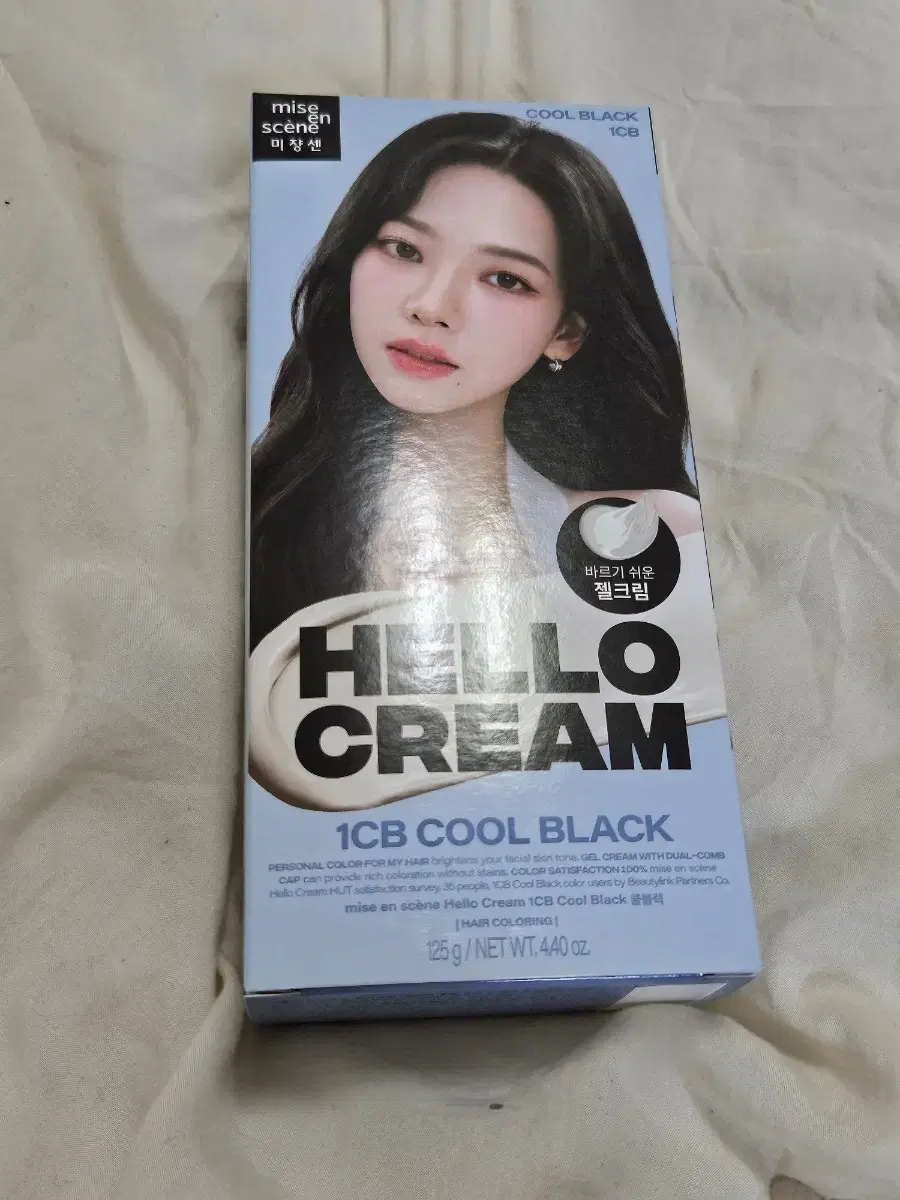 mise
en
scène
미쟝센
COOL BLACK
1CB
바르기 쉬운
젤크림
HELLO
CREAM
1CB COOL BLACK
PERSONAL COLOR FOR MY HAIR brightens your facial skin tone. GEL CREAM WITH DUAL-COMB
CAP can provide rich coloration without stains. COLOR SATISFACTION 100% mise en scène
Hello Cream HUT satisfaction survey, 35 people, 1CB Cool Black color users by Beautylink Partners Co.
mise en scène Hello Cream 1CB Cool Black 쿨블랙
[ HAIR COLORING ]
125 g / NET WT. 4.40 oz.